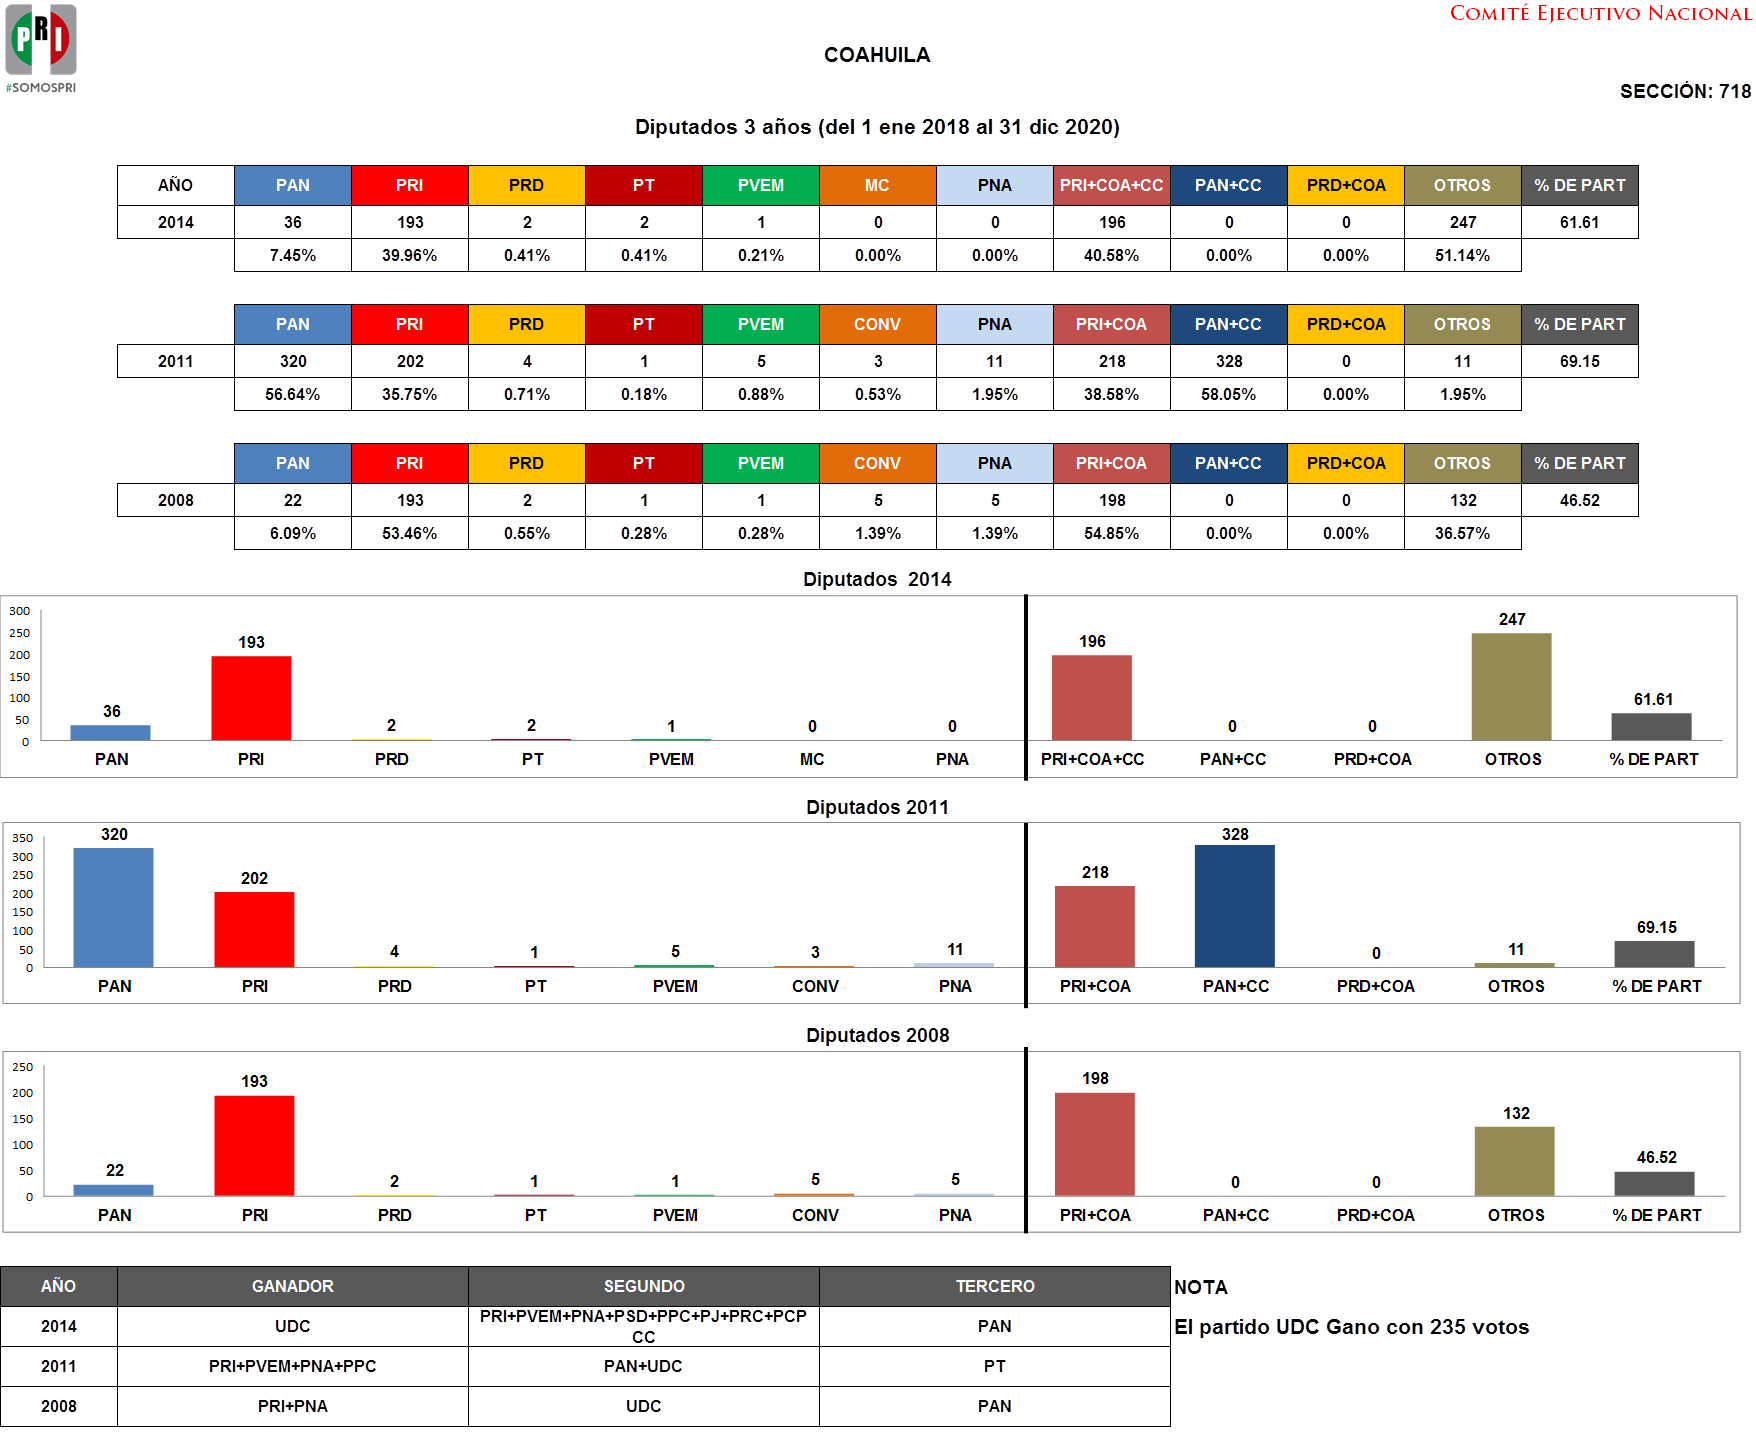 PRI
#SOMOSPRI
COMITÉ EJECUTIVO NACIONAL
COAHUILA
SECCIÓN: 718
Diputados 3 años (del 1 ene 2018 al 31 dic 2020)
AÑO PAN PRI PRD PT PVEM MC PNA PRI+COA+CC PAN+CC PRD+COA OTROS % DE PART
2014 36 193 2 2 1 0 0 196 0 0 247 61.61
7.45% 39.96% 0.41% 0.41% 0.21% 0.00% 0.00% 40.58% 0.00% 0.00% 51.14%
PAN PRI PRD PT PVEM CONV PNA PRI+COA PAN+CC PRD+COA OTROS % DE PART
2011 320 202 4 1 5 3 11 218 328 0 11 69.15
56.64% 35.75% 0.71% 0.18% 0.88% 0.53% 1.95% 38.58% 58.05% 0.00% 1.95%
PAN PRI PRD PT PVEM CONV PNA PRI+COA PAN+CC PRD+COA OTROS % DE PART
2008 22 193 2 1 1 5 5 198 0 0 132 46.52
6.09% 53.46% 0.55% 0.28% 0.28% 1.39% 1.39% 54.85% 0.00% 0.00% 36.57%
Diputados 2014
300
250
200
150
100
50
0
36 193 2 2 1 0 0 196 0 0 247 61.61
PAN PRI PRD PT PVEM MC PNA PRI+COA+CC PAN+CC PRD+COA OTROS % DE PART
Diputados 2011
350
300
250
200
150
100
50
0
320 202 4 1 5 3 11 218 328 0 11 69.15
PAN PRI PRD PT PVEM CONV PNA PRI+COA PAN+CC PRD+COA OTROS % DE PART
Diputados 2008
250
200
150
100
50
0
22 193 2 1 1 5 5 198 0 0 132 46.52
PAN PRI PRD PT PVEM CONV PNA PRI+COA PAN+CC PRD+COA OTROS % DE PART
AÑO GANADOR SEGUNDO TERCERO NOTA
2014 UDC PRI+PVEM+PNA+PSD+PPC+PJ+PRC+PCP
CC PAN El partido UDC Gano con 235 votos
2011 PRI+PVEM+PNA+PPC PAN+UDC PT
2008 PRI+PNA UDC PAN